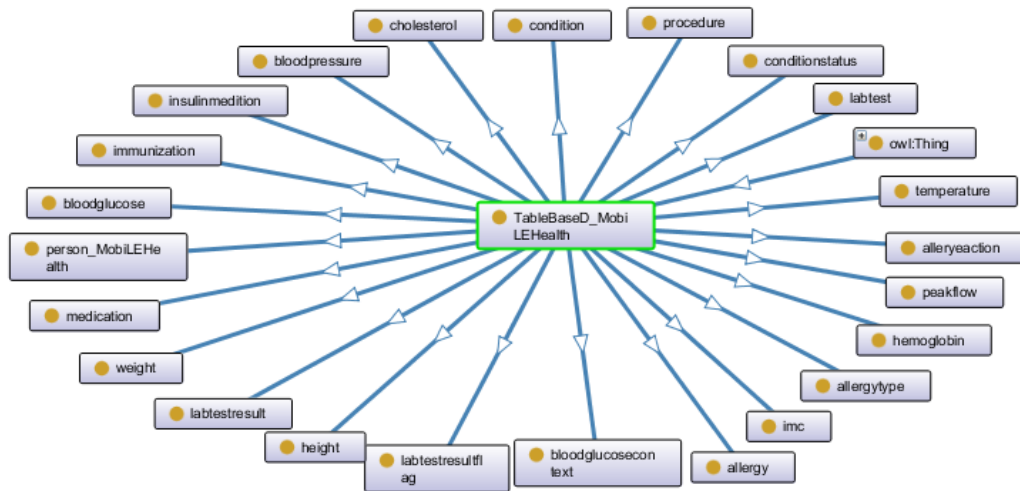 cholesterol
condition
procedure
bloodpressure
conditionstatus
insulinmedition
labtest
immunization
owl:Thing
bloodglucose
temperature
TableBaseD_Mobi
LEHealth
person_MobiLEHe
alth
alleryeaction
medication
peakflow
weight
hemoglobin
labtestresult
allergytype
height
imc
labtestresultfl
ag
bloodglucosecon
text
allergy